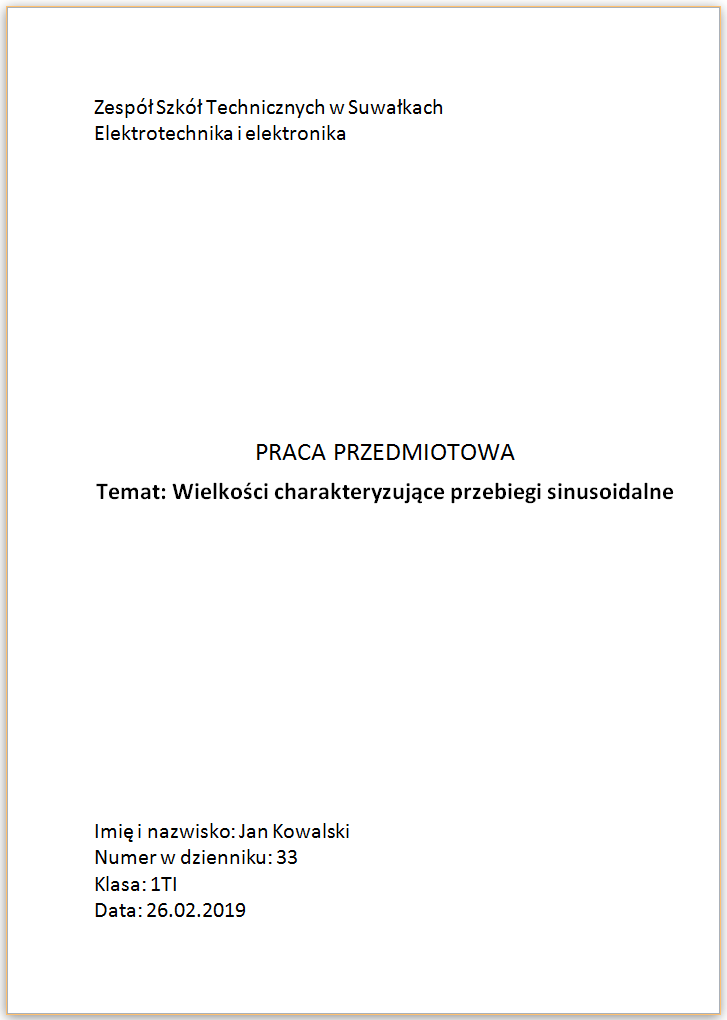 Zespół Szkół Technicznych w Suwałkach
Elektrotechnika i elektronika
PRACA PRZEDMIOTOWA
Temat: Wielkości charakteryzujące przebiegi sinusoidalne
Imię i nazwisko: Jan Kowalski
Numer w dzienniku: 33
Klasa: 1TI
Data: 26.02.2019